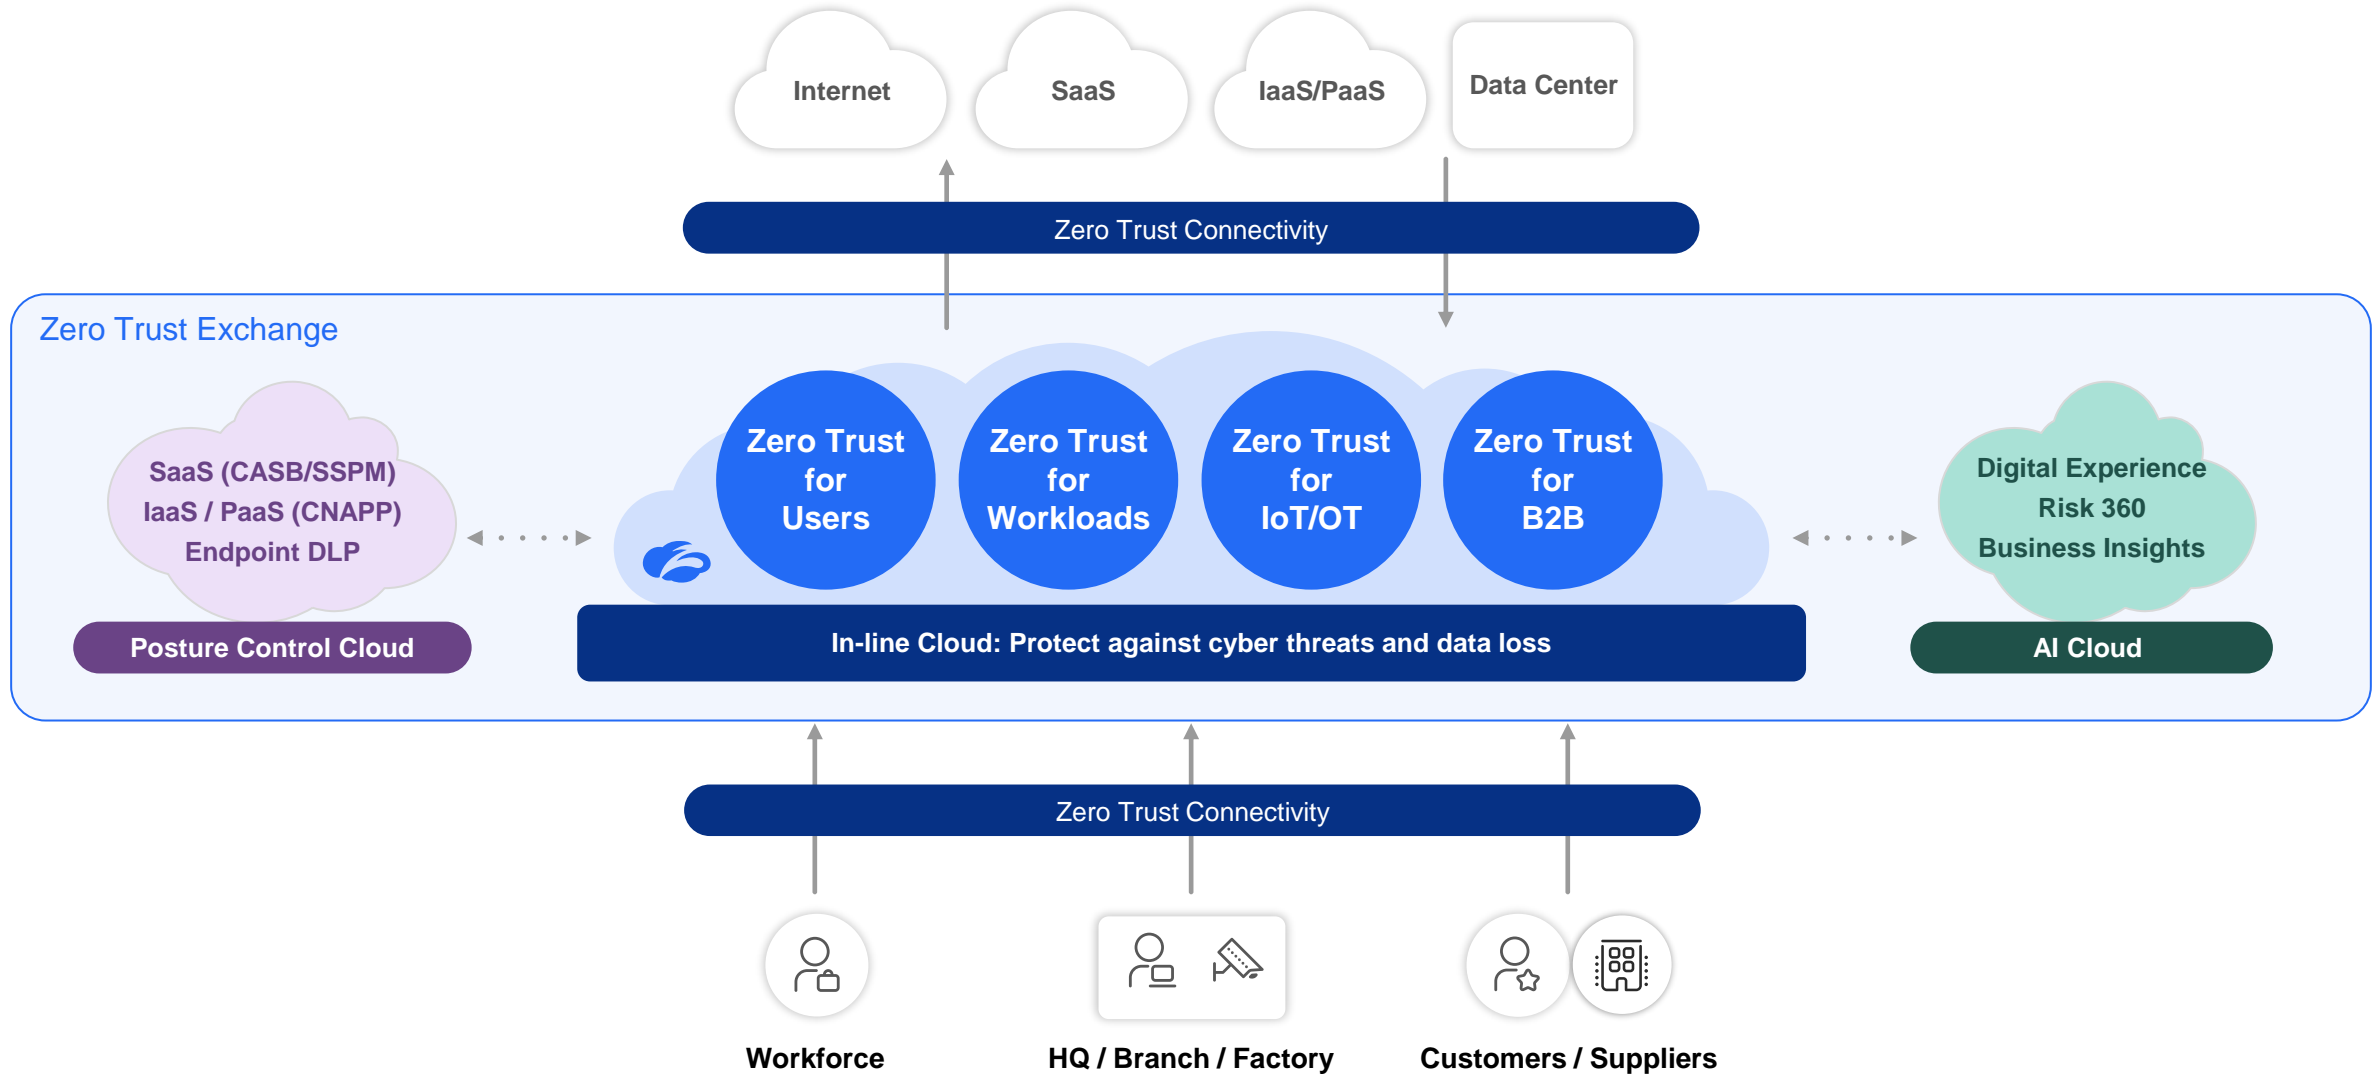 Internet
SaaS
IaaS/PaaS
Data Center
Zero Trust Connectivity
Zero Trust Exchange
SaaS (CASB/SSPM)
IaaS / PaaS (CNAPP)
Endpoint DLP
Posture Control Cloud
Zero Trust
for
Users
Zero Trust
for
Workloads
Zero Trust
for
IoT/OT
Zero Trust
for
B2B
In-line Cloud: Protect against cyber threats and data loss
Digital Experience
Risk 360
Business Insights
AI Cloud
Zero Trust Connectivity
Workforce
HQ / Branch / Factory
Customers / Suppliers